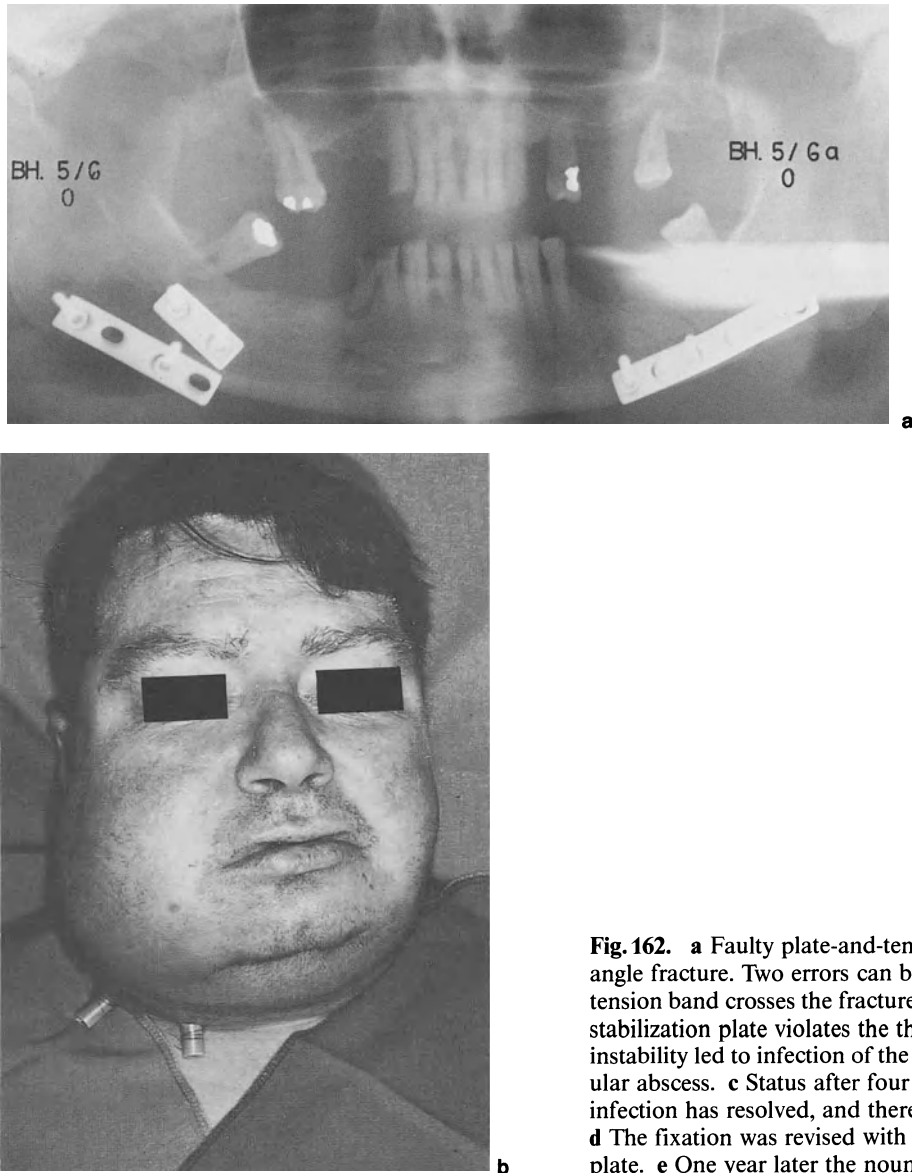 BH. 5/6
0
BH. 5/6a
0
a
b
Fig. 162. a Faulty plate-and-ten
angle fracture. Two errors can b
tension band crosses the fracture
stabilization plate violates the th
instability led to infection of the
ular abscess. c Status after four
infection has resolved, and there
d The fixation was revised with
plate. e One year later the noun